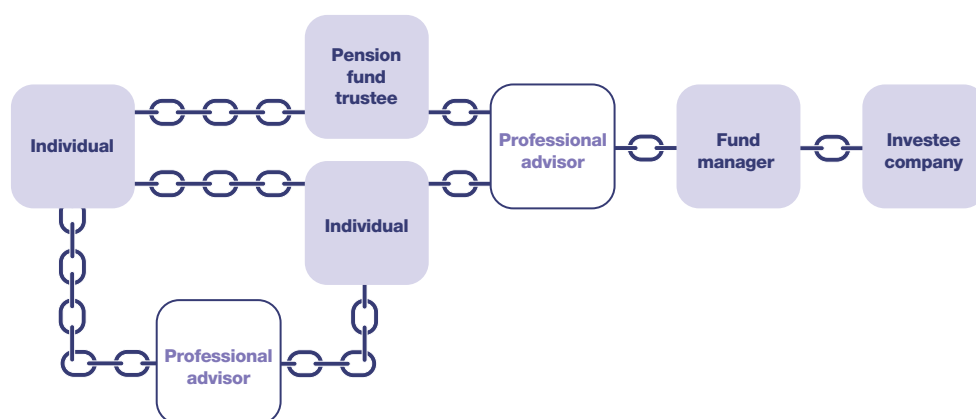 Pension
fund
trustee
Individual
Professional
advisor
Fund
manager
Investee
company
Individual
Professional
advisor